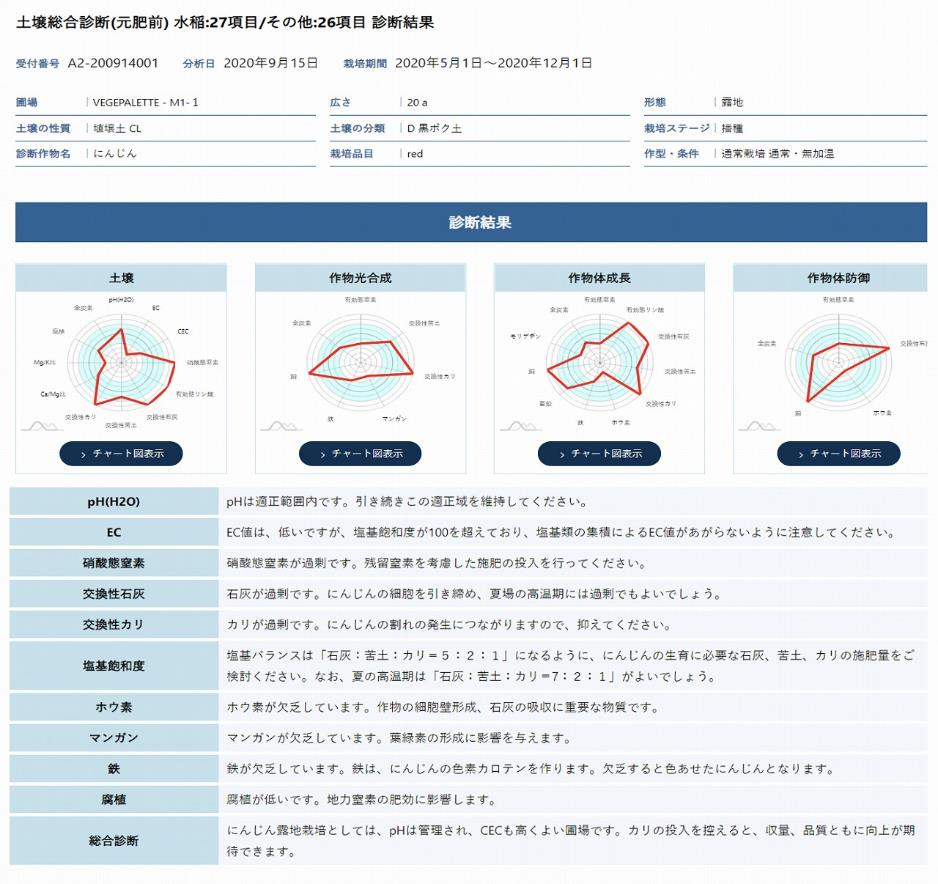 土壌総合診断(元肥前) 水稲:27項目/その他:26項目 診断結果
受付番号 A2-200914001 分析日 2020年9月15日 栽培期間 2020年5月1日～2020年12月1日
圃場 | VEGEPALETTE - M1- 1 広さ | 20 a 形態 | 露地
土壌の性質 | 埴壌土 CL 土壌の分類 | D 黒ボク土 栽培ステージ | 播種
診断作物名 | にんじん 栽培品目 | red 作型・条件 | 通常栽培 通常・無加温
診断結果
土壌
pH(H2O)
EC
CEC
硝酸態窒素
有効態リン酸
交換性石灰
交換性苦土
交換性カリ
Ca/Mg比
Mg/K比
腐植
全炭素
› チャート図表示
作物光合成
有効態窒素
交換性苦土
交換性カリ
マンガン
鉄
銅
全炭素
› チャート図表示
作物体成長
有効態窒素
有効態リン酸
交換性石灰
交換性苦土
交換性カリ
ホウ素
鉄
亜鉛
銅
モリブデン
全炭素
› チャート図表示
作物体防御
有効態窒素
交換性石
ホウ素
銅
全炭素
› チャート図表示
pH(H2O) pHは適正範囲内です。引き続きこの適正域を維持してください。
EC EC値は、低いですが、塩基飽和度が100を超えており、塩基類の集積によるEC値があがらないように注意してください。
硝酸態窒素 硝酸態窒素が過剰です。残留窒素を考慮した施肥の投入を行ってください。
交換性石灰 石灰が過剰です。にんじんの細胞を引き締め、夏場の高温期には過剰でもよいでしょう。
交換性カリ カリが過剰です。にんじんの割れの発生につながりますので、抑えてください。
塩基飽和度 塩基バランスは「石灰：苦土：カリ＝５：２：１」になるように、にんじんの生育に必要な石灰、苦土、カリの施肥量をご
検討ください。なお、夏の高温期は「石灰：苦土：カリ＝7：２：１」がよいでしょう。
ホウ素 ホウ素が欠乏しています。作物の細胞壁形成、石灰の吸収に重要な物質です。
マンガン マンガンが欠乏しています。葉緑素の形成に影響を与えます。
鉄 鉄が欠乏しています。鉄は、にんじんの色素カロテンを作ります。欠乏すると色あせたにんじんとなります。
腐植 腐植が低いです。地力窒素の肥効に影響します。
総合診断 にんじん露地栽培としては、pHは管理され、CECも高くよい圃場です。カリの投入を控えると、収量、品質ともに向上が期
待できます。